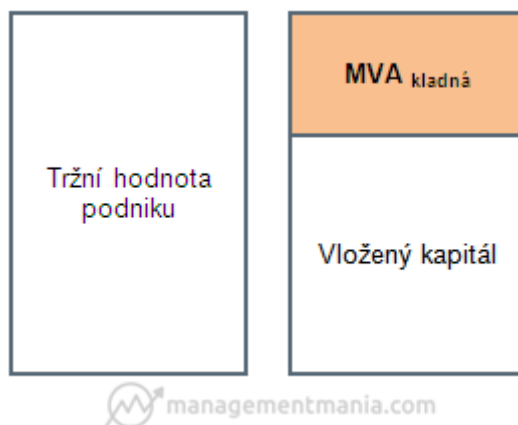 Tržní hodnota
podniku
MVA kladná
Vložený kapitál
managementmania.com